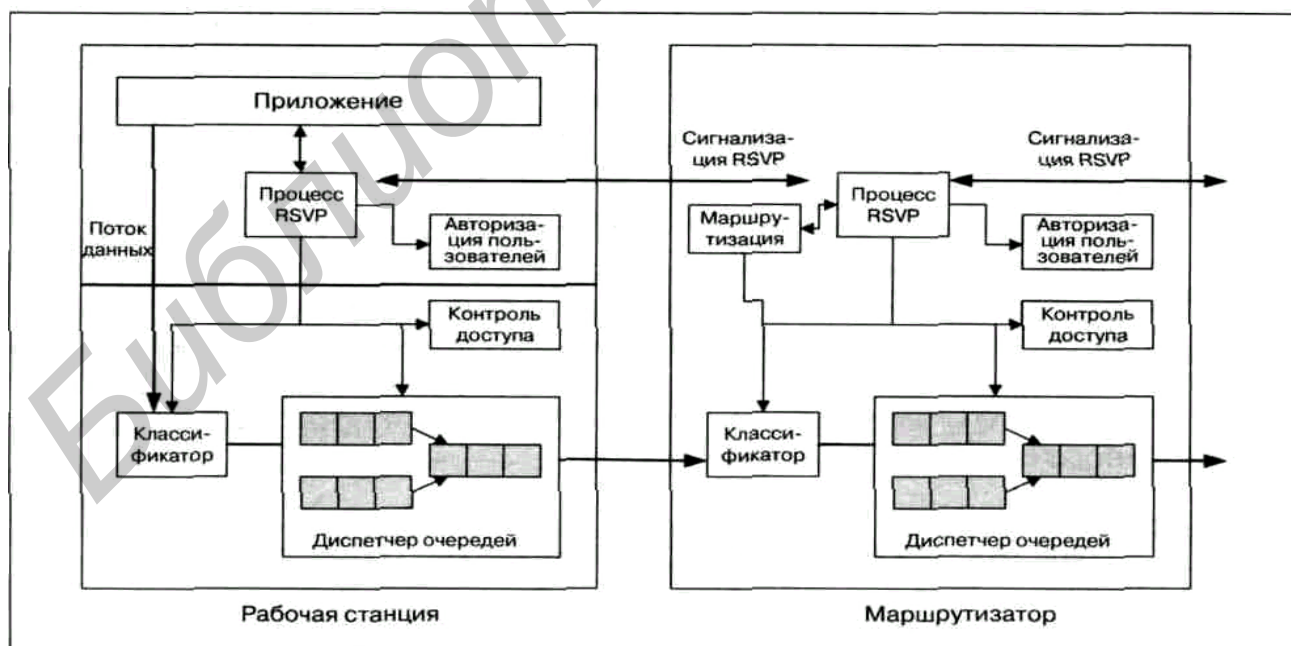 Приложение
Процесс
RSVP
Поток
данных
Авториза-
ция поль-
зователей
Контроль
доступа
Класси-
фикатор
Диспетчер очередей
Рабочая станция
Сигнализа-
ция RSVP
Сигнализа-
ция RSVP
Маршру-
тизация
Процесс
RSVP
Авториза-
ция поль-
зователей
Контроль
доступа
Класси-
фикатор
Диспетчер очередей
Маршрутизатор
Библиот